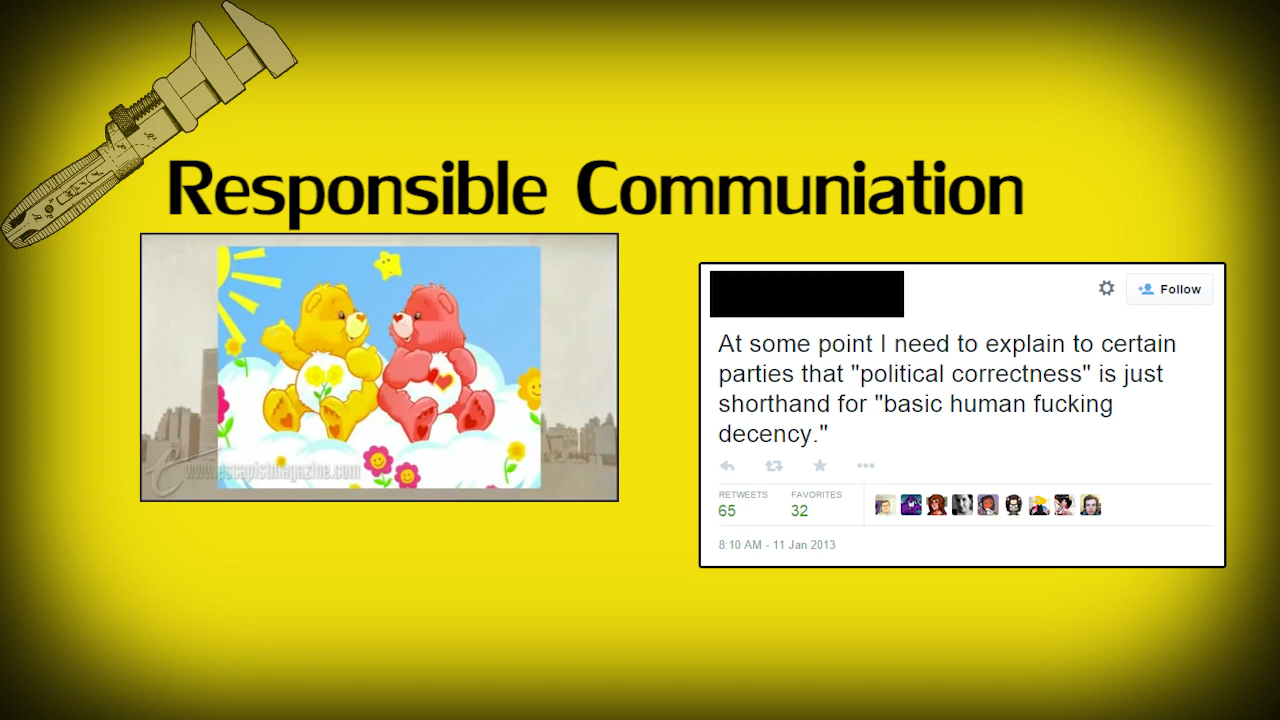 Responsible Communiation
www.escapistmagazine.com
Follow
At some point I need to explain to certain
parties that "political correctness" is just
shorthand for "basic human fucking
decency."
RETWEETS FAVORITES
65 32
8:10 AM - 11 Jan 2013